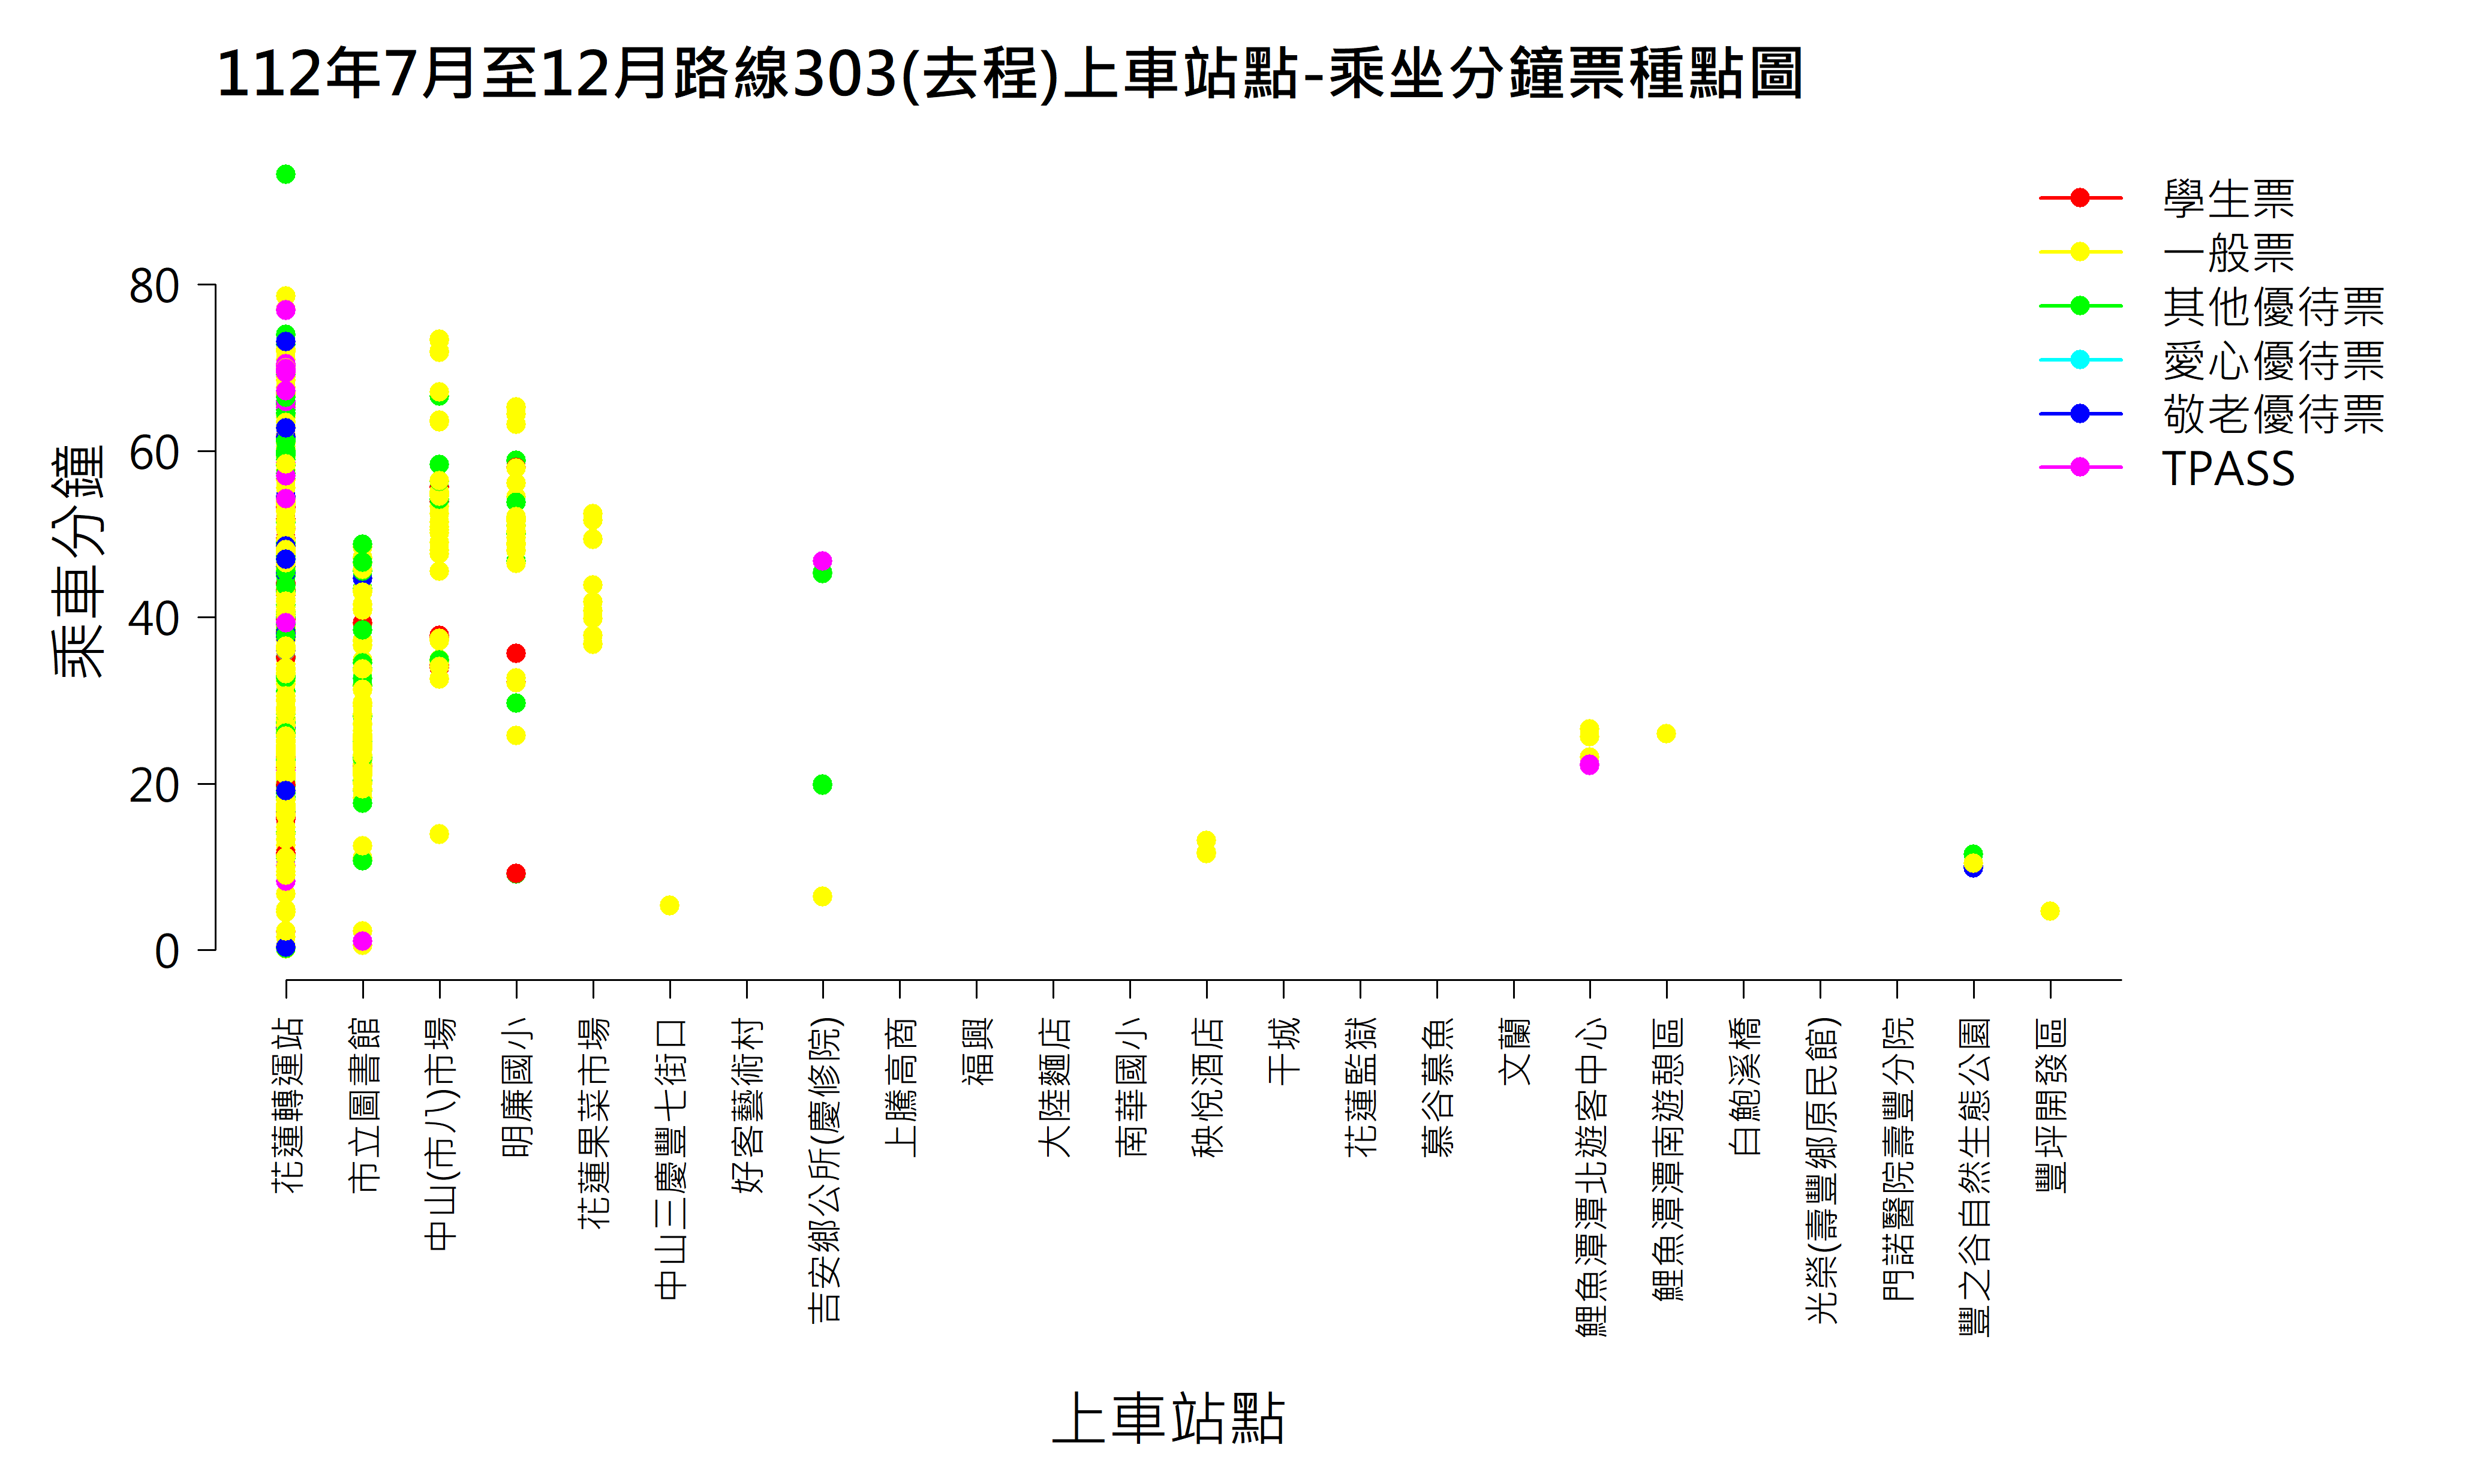 112年7月至12月路線303(去程)上車站點-乘坐分鐘票種點圖
學生票
一般票
其他優待票
愛心優待票
敬老優待票
TPASS
乘車分鐘
80
60
40
20
0
花蓮轉運站
市立圖書館
中山(市八)市場
明廉國小
花蓮果菜市場
中山三慶豐七街口
好客藝術村
吉安鄉公所(慶修院)
上騰高商
福興
大陸麵店
南華國小
秧悅酒店
干城
花蓮監獄
慕谷慕魚
文蘭
鯉魚潭潭北遊客中心
鯉魚潭潭南遊憩區
白鮑溪橋
光榮(壽豐鄉原民館)
門諾醫院壽豐分院
豐之谷自然生態公園
豐坪開發區
上車站點